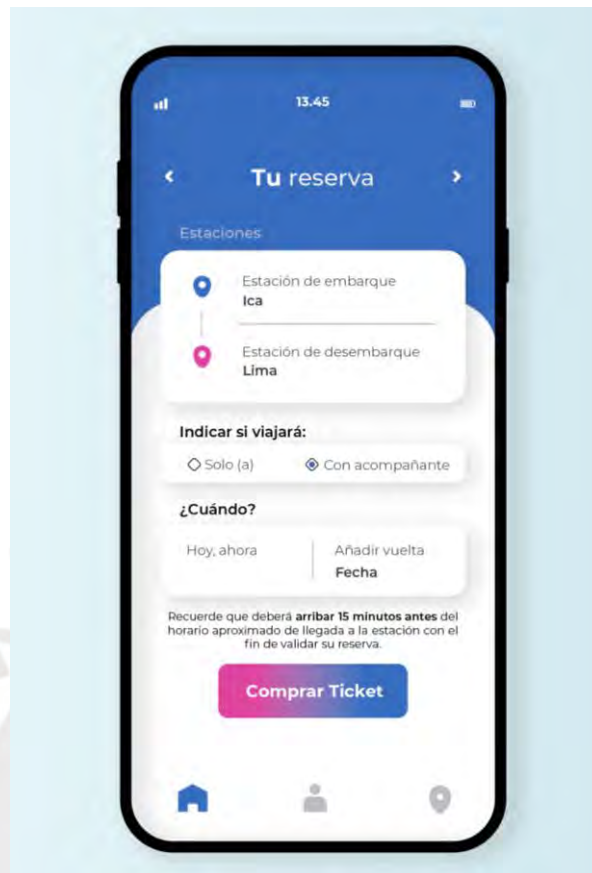 13.45
Tu reserva
Estaciones
Estación de embarque
Ica
Estación de desembarque
Lima
Indicar si viajará:
Solo (a) Con acompañante
¿Cuándo?
Hoy, ahora Añadir vuelta
Fecha
Recuerde que deberá arribar 15 minutos antes del
horario aproximado de llegada a la estación con el
fin de validar su reserva.
Comprar Ticket